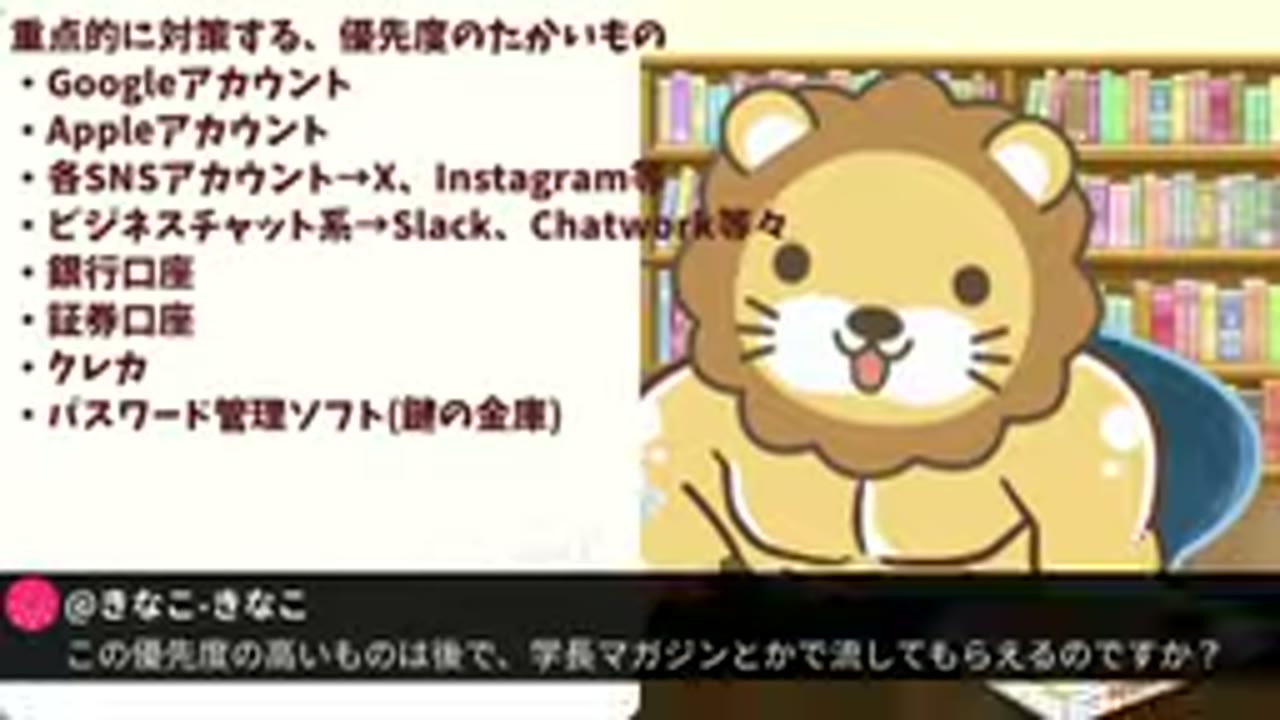 重点的に対策する、優先度のたかいもの
・Googleアカウント
・Appleアカウント
・各SNSアカウント→X、Instagram等
・ビジネスチャット系→Slack、Chatwork等々
・銀行口座
・証券口座
・クレカ
・パスワード管理ソフト(鍵の金庫)
@きなこ-きなこ
この優先度の高いものは後で、学長マガジンとかで流してもらえるのですか？